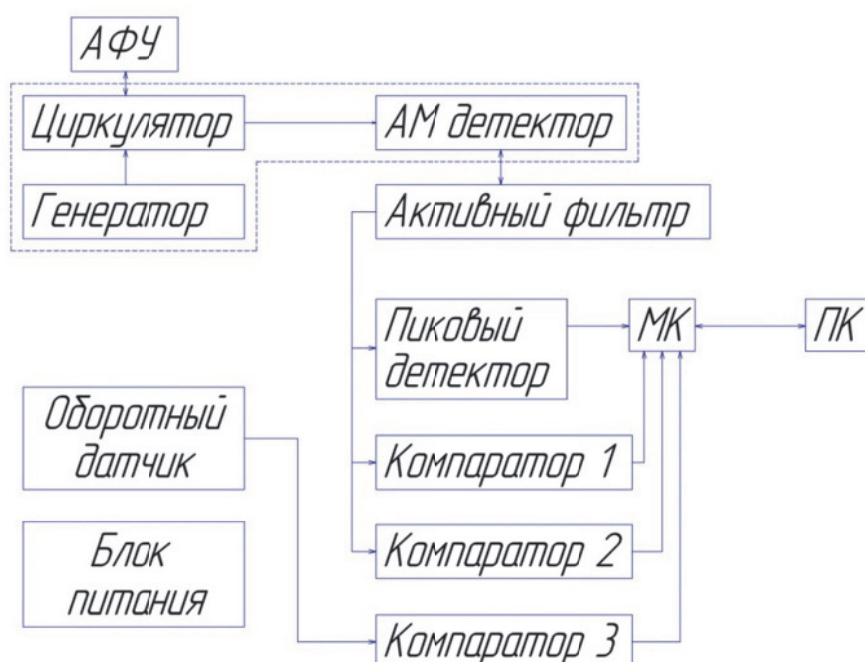 АФУ
Циркулятор
АМ детектор
Генератор
Активный фильтр
Пиковый
детектор
МК
ПК
Оборотный
датчик
Компаратор 1
Блок
питания
Компаратор 2
Компаратор 3